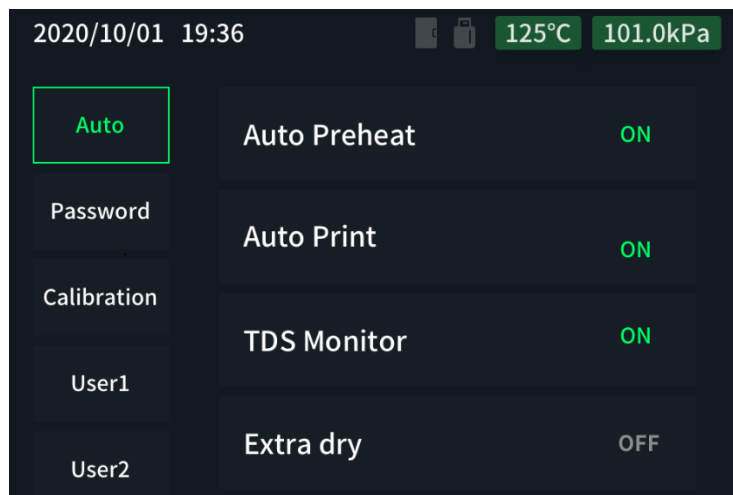 2020/10/01 19:36 125°C 101.0kPa
Auto
Password
Calibration
User1
User2
Auto Preheat ON
Auto Print ON
TDS Monitor ON
Extra dry OFF